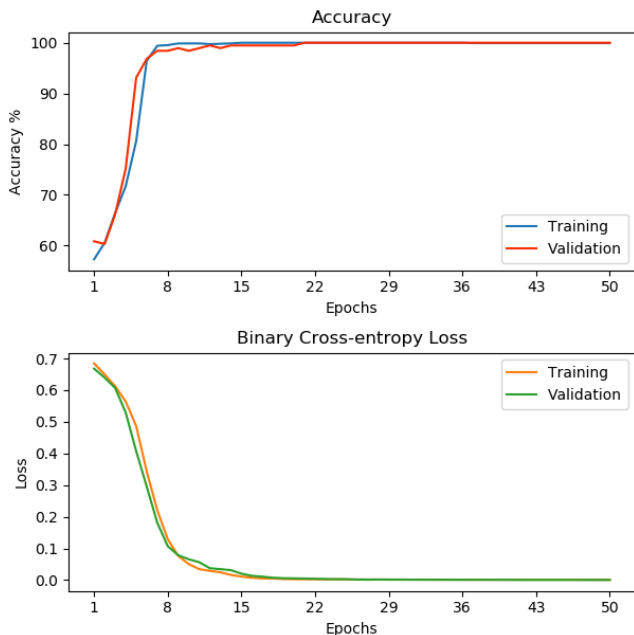 Accuracy
100
90
80
70
60
Accuracy %
Training
Validation
1 8 15 22 29 36 43 50
Epochs
Binary Cross-entropy Loss
0.7
0.6
0.5
0.4
0.3
0.2
0.1
0.0
Loss
Training
Validation
1 8 15 22 29 36 43 50
Epochs